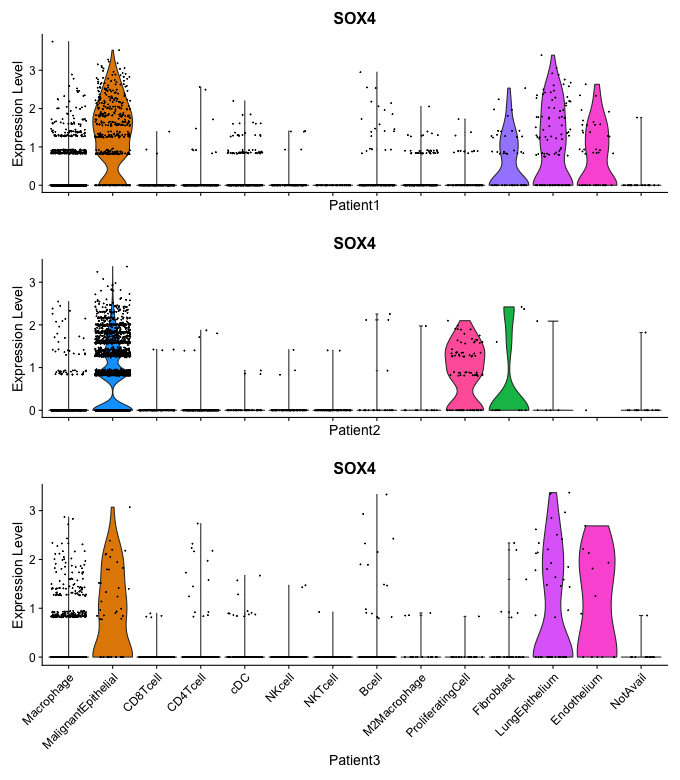 SOX4
Expression Level
3
2
1
0
Patient1
SOX4
Expression Level
3
2
1
0
Patient2
SOX4
Expression Level
3
2
1
0
Macrophage
MalignantEpithelial
CD8Tcell
CD4Tcell
cDC
NKcell
NKTcell
Bcell
M2Macrophage
ProliferatingCell
Fibroblast
LungEpithelium
Endothelium
NotAvail
Patient3